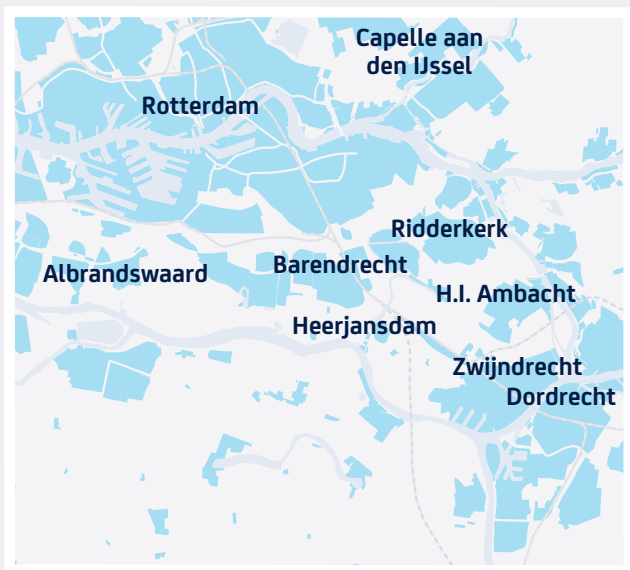 Capelle aan
den IJssel
Rotterdam
Ridderkerk
Barendrecht
Albrandswaard
H.I. Ambacht
Heerjansdam
Zwijndrecht
Dordrecht